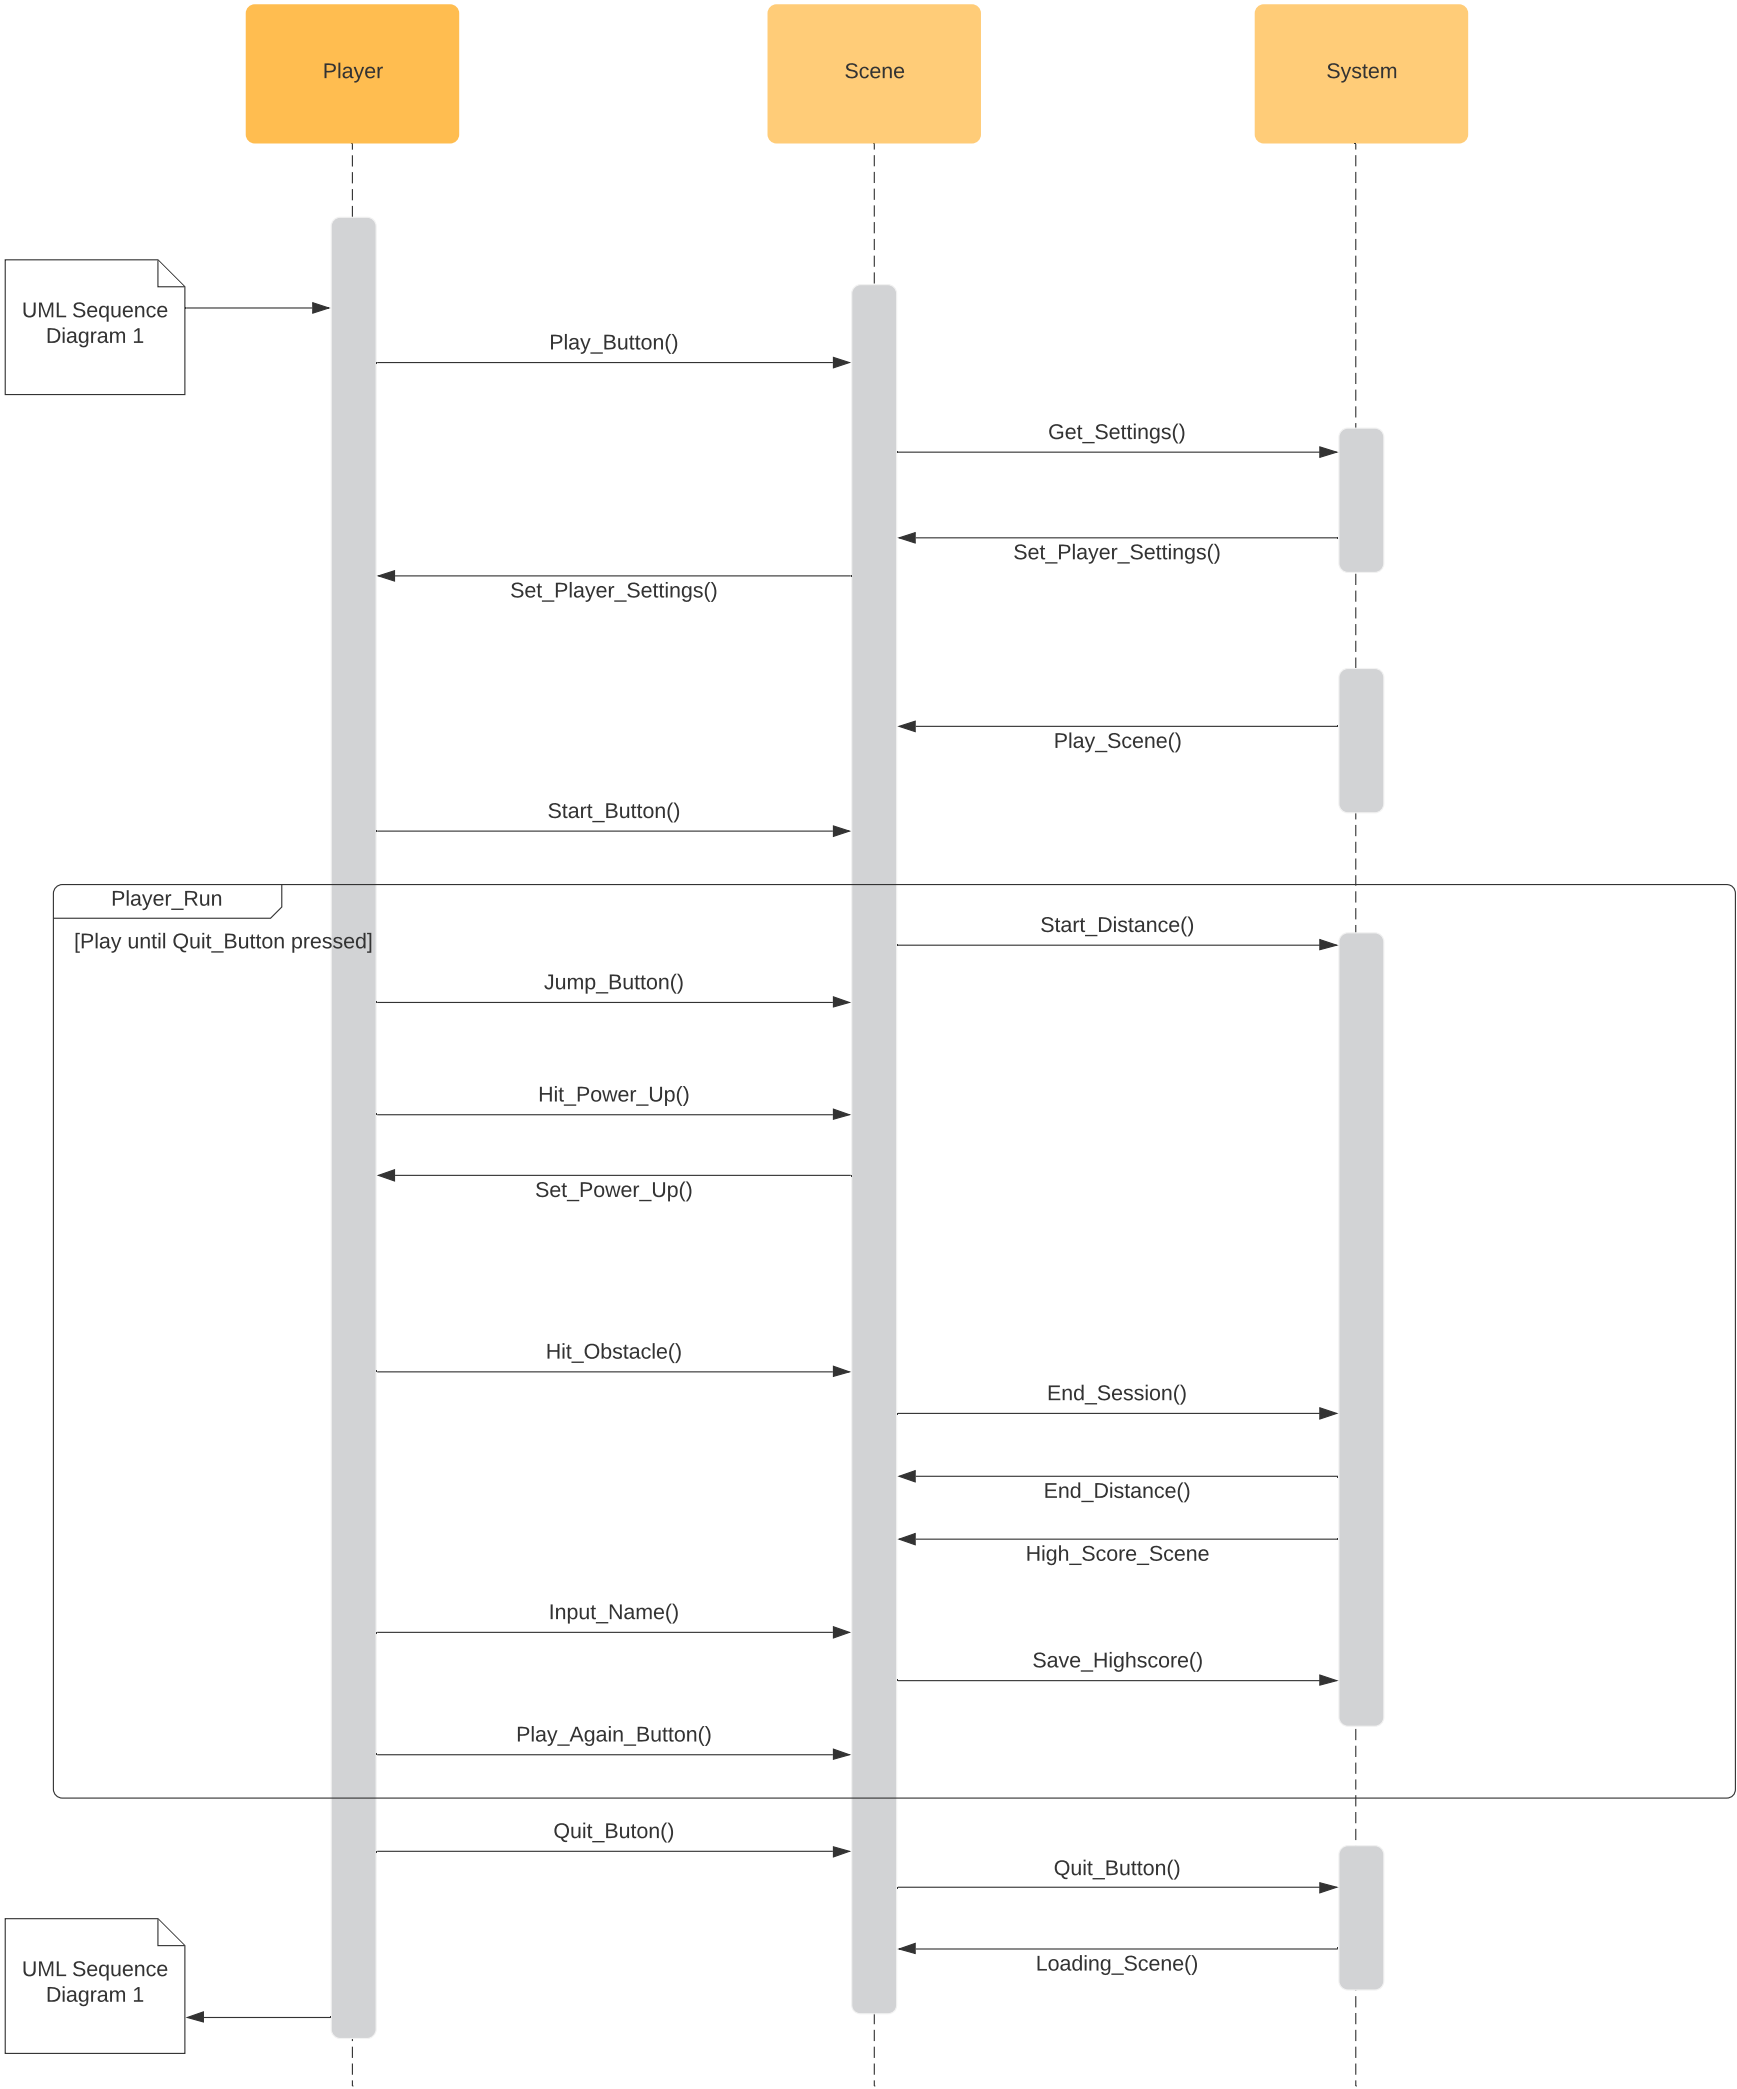 Player
Scene
System
UML Sequence
Diagram 1
Play_Button()
Get_Settings()
Set_Player_Settings()
Set_Player_Settings()
Play_Scene()
Start_Button()
Player_Run
[Play until Quit_Button pressed]
Start_Distance()
Jump_Button()
Hit_Power_Up()
Set_Power_Up()
Hit_Obstacle()
End_Session()
End_Distance()
High_Score_Scene
Input_Name()
Save_Highscore()
Play_Again_Button()
Quit_Buton()
Quit_Button()
Loading_Scene()
UML Sequence
Diagram 1